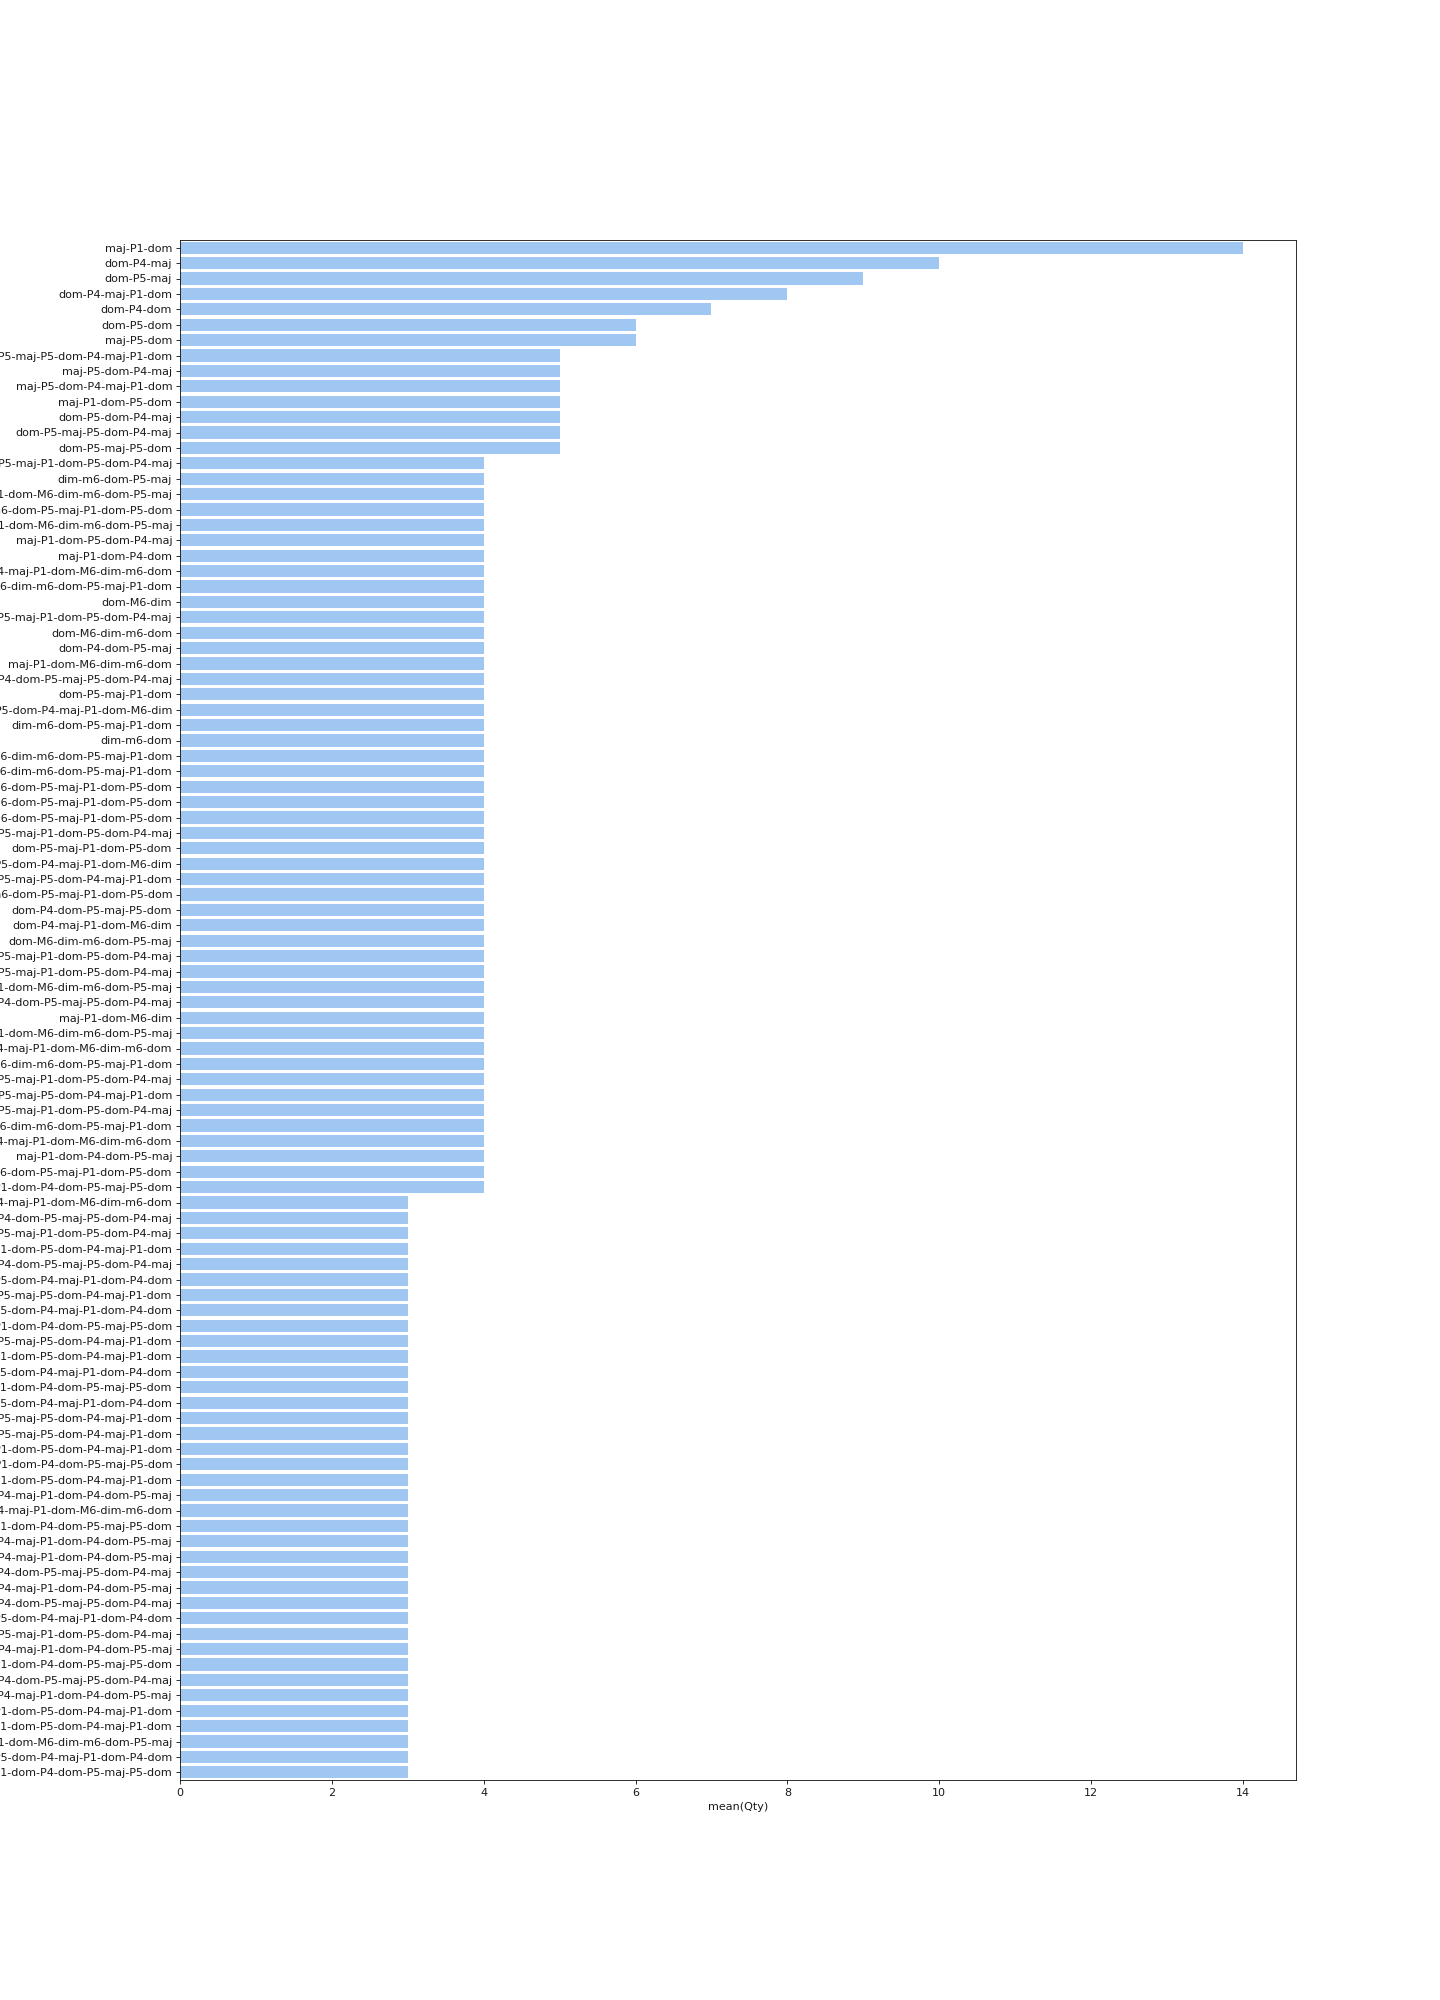 maj-P1-dom
dom-P4-maj
dom-P5-maj
dom-P4-maj-P1-dom
dom-P4-dom
dom-P5-dom
maj-P5-dom
P5-maj-P5-dom-P4-maj-P1-dom
maj-P5-dom-P4-maj
maj-P5-dom-P4-maj-P1-dom
maj-P1-dom-P5-dom
dom-P5-dom-P4-maj
dom-P5-maj-P5-dom-P4-maj
dom-P5-maj-P5-dom
P5-maj-P1-dom-P5-dom-P4-maj
dim-m6-dom-P5-maj
1-dom-M6-dim-m6-dom-P5-maj
6-dom-P5-maj-P1-dom-P5-dom
1-dom-M6-dim-m6-dom-P5-maj
maj-P1-dom-P5-dom-P4-maj
maj-P1-dom-P4-dom
4-maj-P1-dom-M6-dim-m6-dom
6-dim-m6-dom-P5-maj-P1-dom
dom-M6-dim
P5-maj-P1-dom-P5-dom-P4-maj
dom-M6-dim-m6-dom
dom-P4-dom-P5-maj
maj-P1-dom-M6-dim-m6-dom
P4-dom-P5-maj-P5-dom-P4-maj
dom-P5-maj-P1-dom
P5-dom-P4-maj-P1-dom-M6-dim
dim-m6-dom-P5-maj-P1-dom
dim-m6-dom
6-dim-m6-dom-P5-maj-P1-dom
6-dim-m6-dom-P5-maj-P1-dom
6-dom-P5-maj-P1-dom-P5-dom
6-dom-P5-maj-P1-dom-P5-dom
6-dom-P5-maj-P1-dom-P5-dom
P5-maj-P1-dom-P5-dom-P4-maj
dom-P5-maj-P1-dom-P5-dom
P5-dom-P4-maj-P1-dom-M6-dim
P5-maj-P5-dom-P4-maj-P1-dom
m6-dom-P5-maj-P1-dom-P5-dom
dom-P4-dom-P5-maj-P5-dom
dom-P4-maj-P1-dom-M6-dim
dom-M6-dim-m6-dom-P5-maj
P5-maj-P1-dom-P5-dom-P4-maj
P5-maj-P1-dom-P5-dom-P4-maj
1-dom-M6-dim-m6-dom-P5-maj
P4-dom-P5-maj-P5-dom-P4-maj
maj-P1-dom-M6-dim
1-dom-M6-dim-m6-dom-P5-maj
4-maj-P1-dom-M6-dim-m6-dom
6-dim-m6-dom-P5-maj-P1-dom
P5-maj-P1-dom-P5-dom-P4-maj
P5-maj-P5-dom-P4-maj-P1-dom
P5-maj-P1-dom-P5-dom-P4-maj
6-dim-m6-dom-P5-maj-P1-dom
4-maj-P1-dom-M6-dim-m6-dom
maj-P1-dom-P4-dom-P5-maj
6-dom-P5-maj-P1-dom-P5-dom
P1-dom-P4-dom-P5-maj-P5-dom
4-maj-P1-dom-M6-dim-m6-dom
P4-dom-P5-maj-P5-dom-P4-maj
P5-maj-P1-dom-P5-dom-P4-maj
1-dom-P5-dom-P4-maj-P1-dom
P4-dom-P5-maj-P5-dom-P4-maj
P5-dom-P4-maj-P1-dom-P4-dom
P5-maj-P5-dom-P4-maj-P1-dom
5-dom-P4-maj-P1-dom-P4-dom
P1-dom-P4-dom-P5-maj-P5-dom
P5-maj-P5-dom-P4-maj-P1-dom
1-dom-P5-dom-P4-maj-P1-dom
5-dom-P4-maj-P1-dom-P4-dom
1-dom-P4-dom-P5-maj-P5-dom
5-dom-P4-maj-P1-dom-P4-dom
P5-maj-P5-dom-P4-maj-P1-dom
P5-maj-P5-dom-P4-maj-P1-dom
P1-dom-P5-dom-P4-maj-P1-dom
P1-dom-P4-dom-P5-maj-P5-dom
1-dom-P5-dom-P4-maj-P1-dom
P4-maj-P1-dom-P4-dom-P5-maj
4-maj-P1-dom-M6-dim-m6-dom
1-dom-P4-dom-P5-maj-P5-dom
P4-maj-P1-dom-P4-dom-P5-maj
P4-maj-P1-dom-P4-dom-P5-maj
P4-dom-P5-maj-P5-dom-P4-maj
P4-maj-P1-dom-P4-dom-P5-maj
P4-dom-P5-maj-P5-dom-P4-maj
P5-dom-P4-maj-P1-dom-P4-dom
P5-maj-P1-dom-P5-dom-P4-maj
P4-maj-P1-dom-P4-dom-P5-maj
1-dom-P4-dom-P5-maj-P5-dom
P4-dom-P5-maj-P5-dom-P4-maj
P4-maj-P1-dom-P4-dom-P5-maj
P1-dom-P5-dom-P4-maj-P1-dom
1-dom-P5-dom-P4-maj-P1-dom
1-dom-M6-dim-m6-dom-P5-maj
P5-dom-P4-maj-P1-dom-P4-dom
1-dom-P4-dom-P5-maj-P5-dom
0 2 4 6 8 10 12 14
mean(Qty)